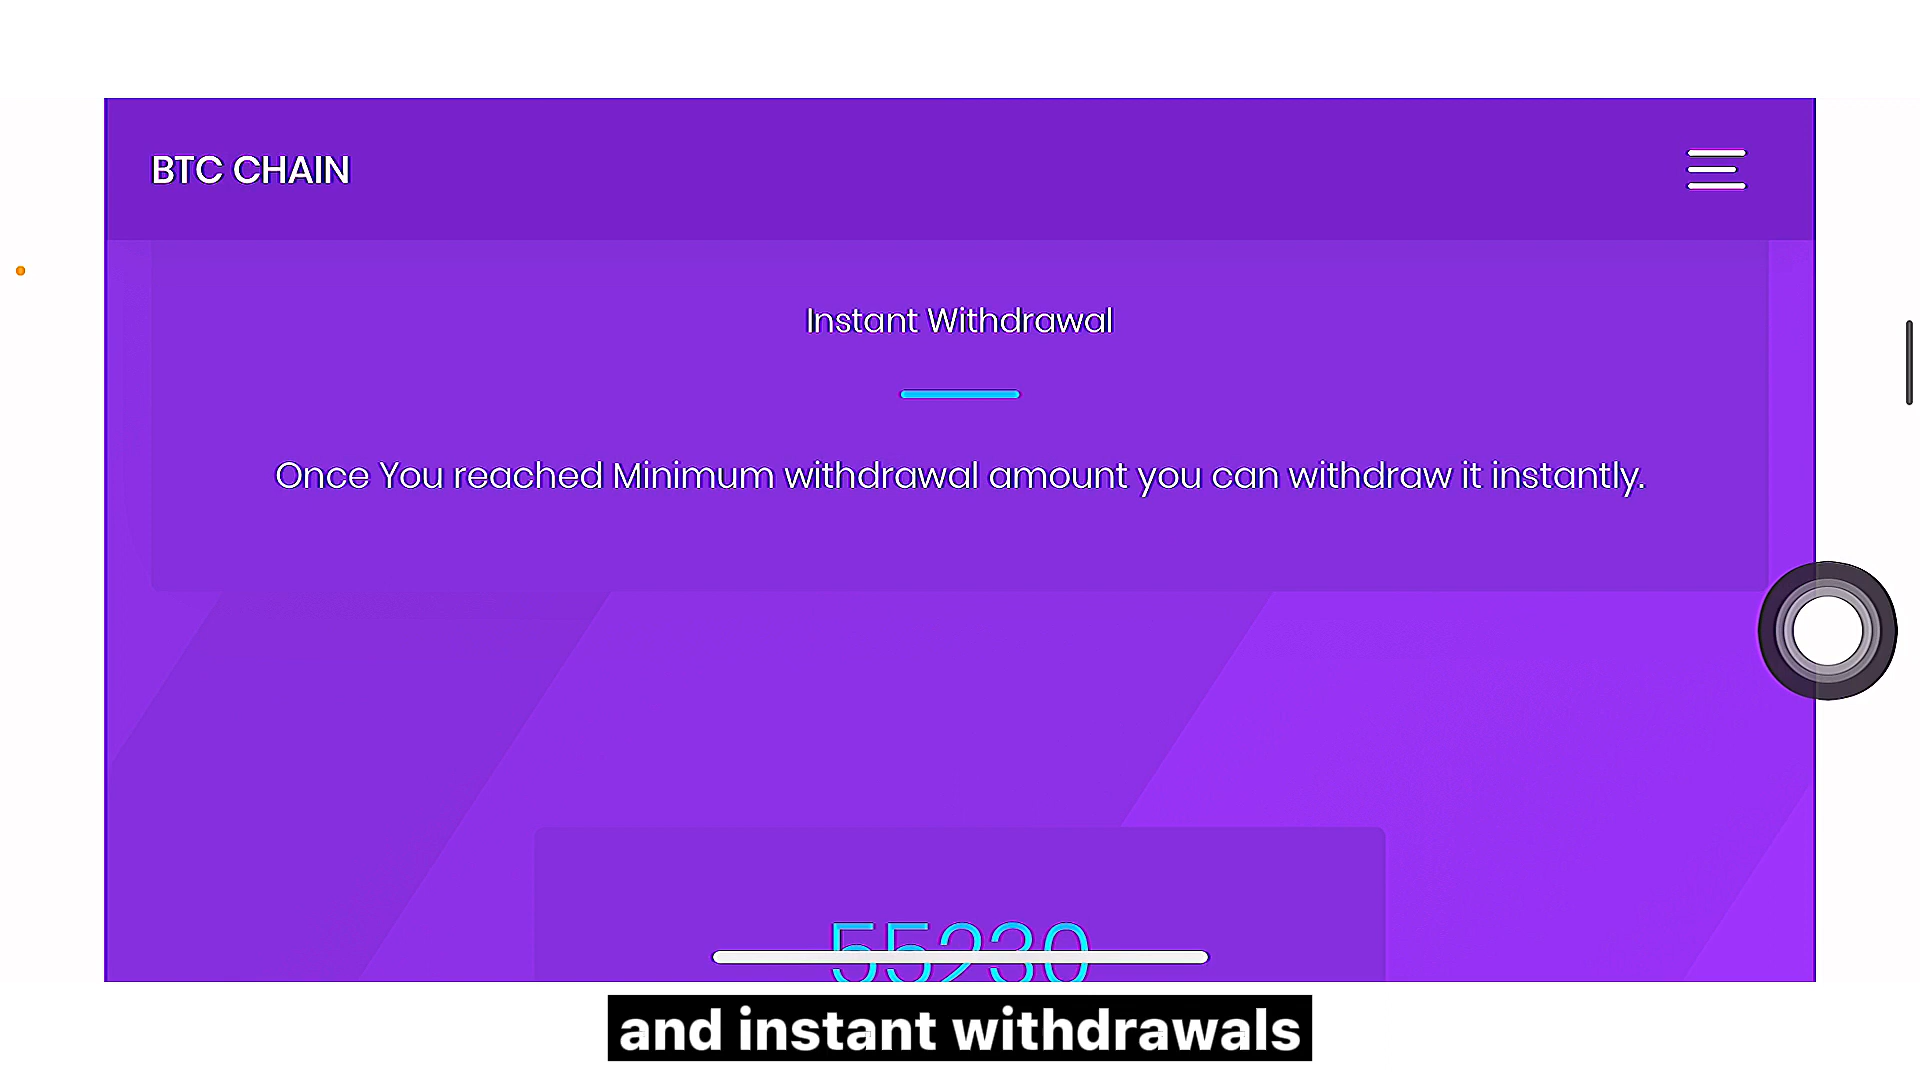 BTC CHAIN
Instant Withdrawal
Once You reached Minimum withdrawal amount you can withdraw it instantly.
55230
and instant withdrawals